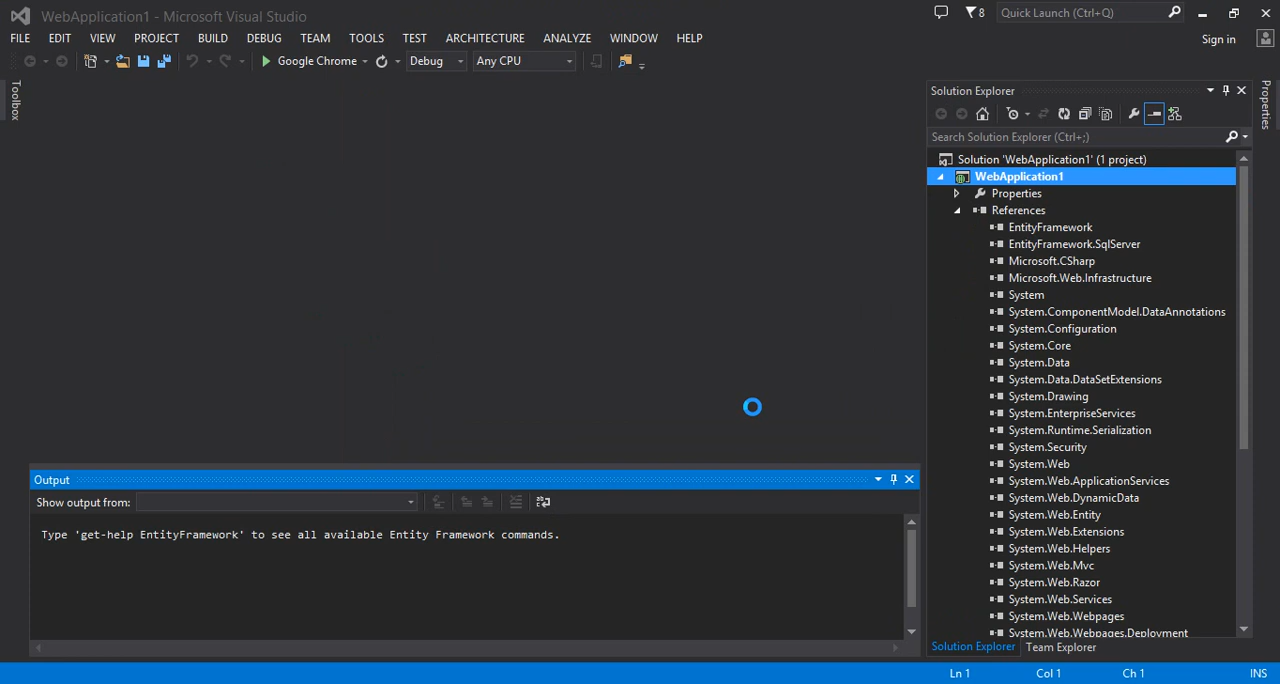 WebApplication1 - Microsoft Visual Studio
8
Quick Launch (Ctrl+Q)
FILE EDIT VIEW PROJECT BUILD DEBUG TEAM TOOLS TEST ARCHITECTURE ANALYZE WINDOW HELP
Sign in
Google Chrome Debug Any CPU
Toolbox
Solution Explorer
Properties
Search Solution Explorer (Ctrl+;)
Solution 'WebApplication1' (1 project)
WebApplication1
Properties
References
EntityFramework
EntityFramework.SqlServer
Microsoft.CSharp
Microsoft.Web.Infrastructure
System
System.ComponentModel.DataAnnotations
System.Configuration
System.Core
System.Data
System.Data.DataSetExtensions
System.Drawing
System.EnterpriseServices
System.Runtime.Serialization
System.Security
System.Web
System.Web.ApplicationServices
System.Web.DynamicData
System.Web.Entity
System.Web.Extensions
System.Web.Helpers
System.Web.Mvc
System.Web.Razor
System.Web.Services
System.Web.Webpages
System.Web.Webpages.Deployment
Solution Explorer Team Explorer
Output
Show output from:
Type 'get-help EntityFramework' to see all available Entity Framework commands.
Ln 1 Col 1 Ch 1 INS